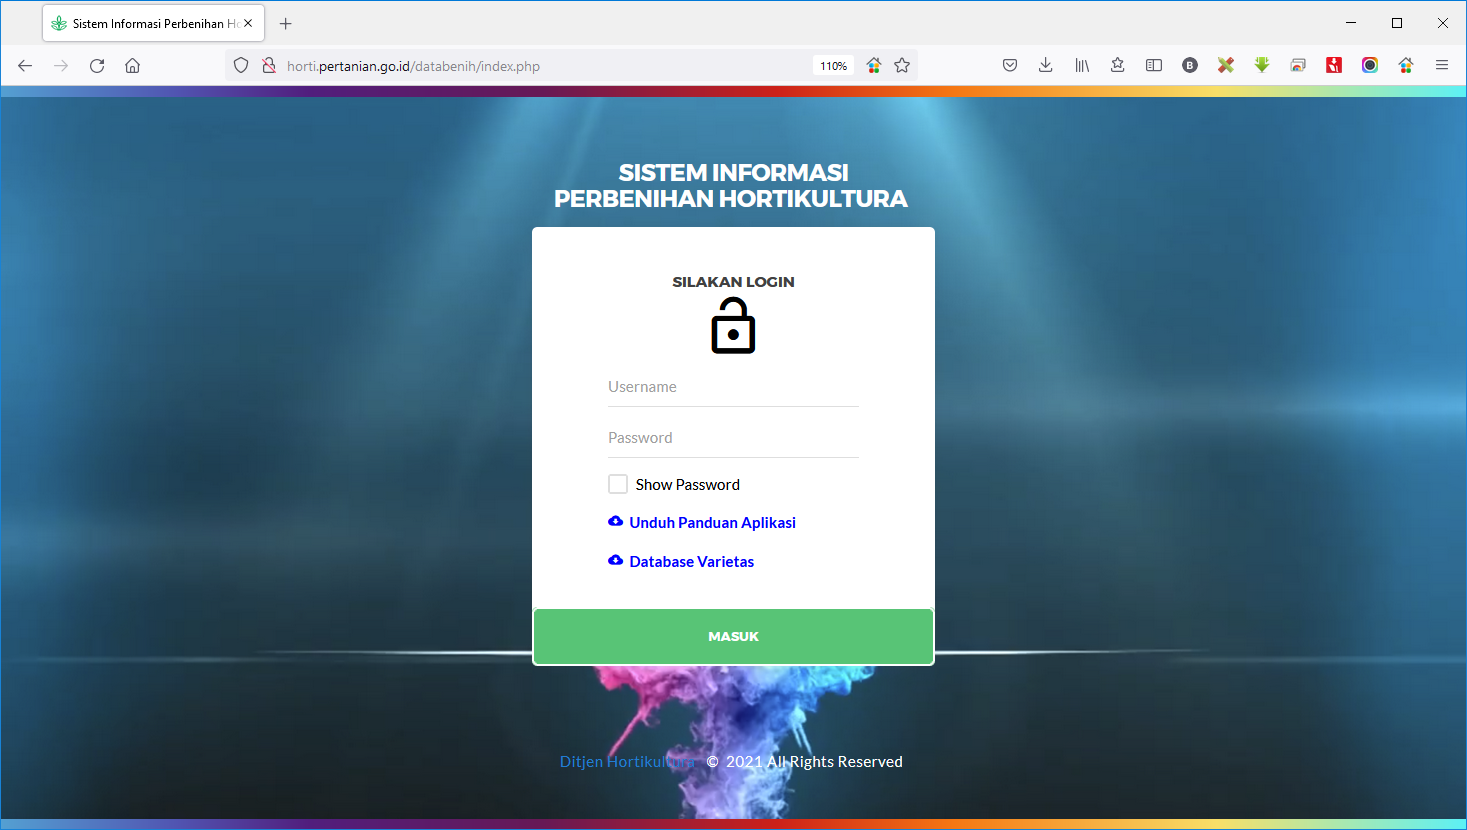 Sistem Informasi Perbenihan Ho
horti.pertanian.go.id/databenih/index.php
110%
SISTEM INFORMASI
PERBENIHAN HORTIKULTURA
SILAKAN LOGIN
Username
Password
Show Password
Unduh Panduan Aplikasi
Database Varietas
MASUK
Ditjen Hortikultura © 2021 All Rights Reserved